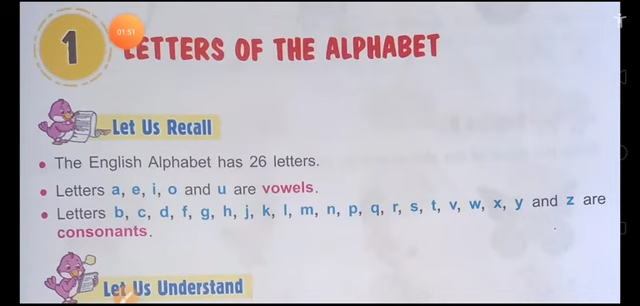 1
01:51
LETTERS OF THE ALPHABET
Let Us Recall
• The English Alphabet has 26 letters.
• Letters a, e, i, o and u are vowels.
• Letters b, c, d, f, g, h, j, k, l, m, n, p, q, r, s, t, v, w, x, y and z are
consonants.
Let Us Understand